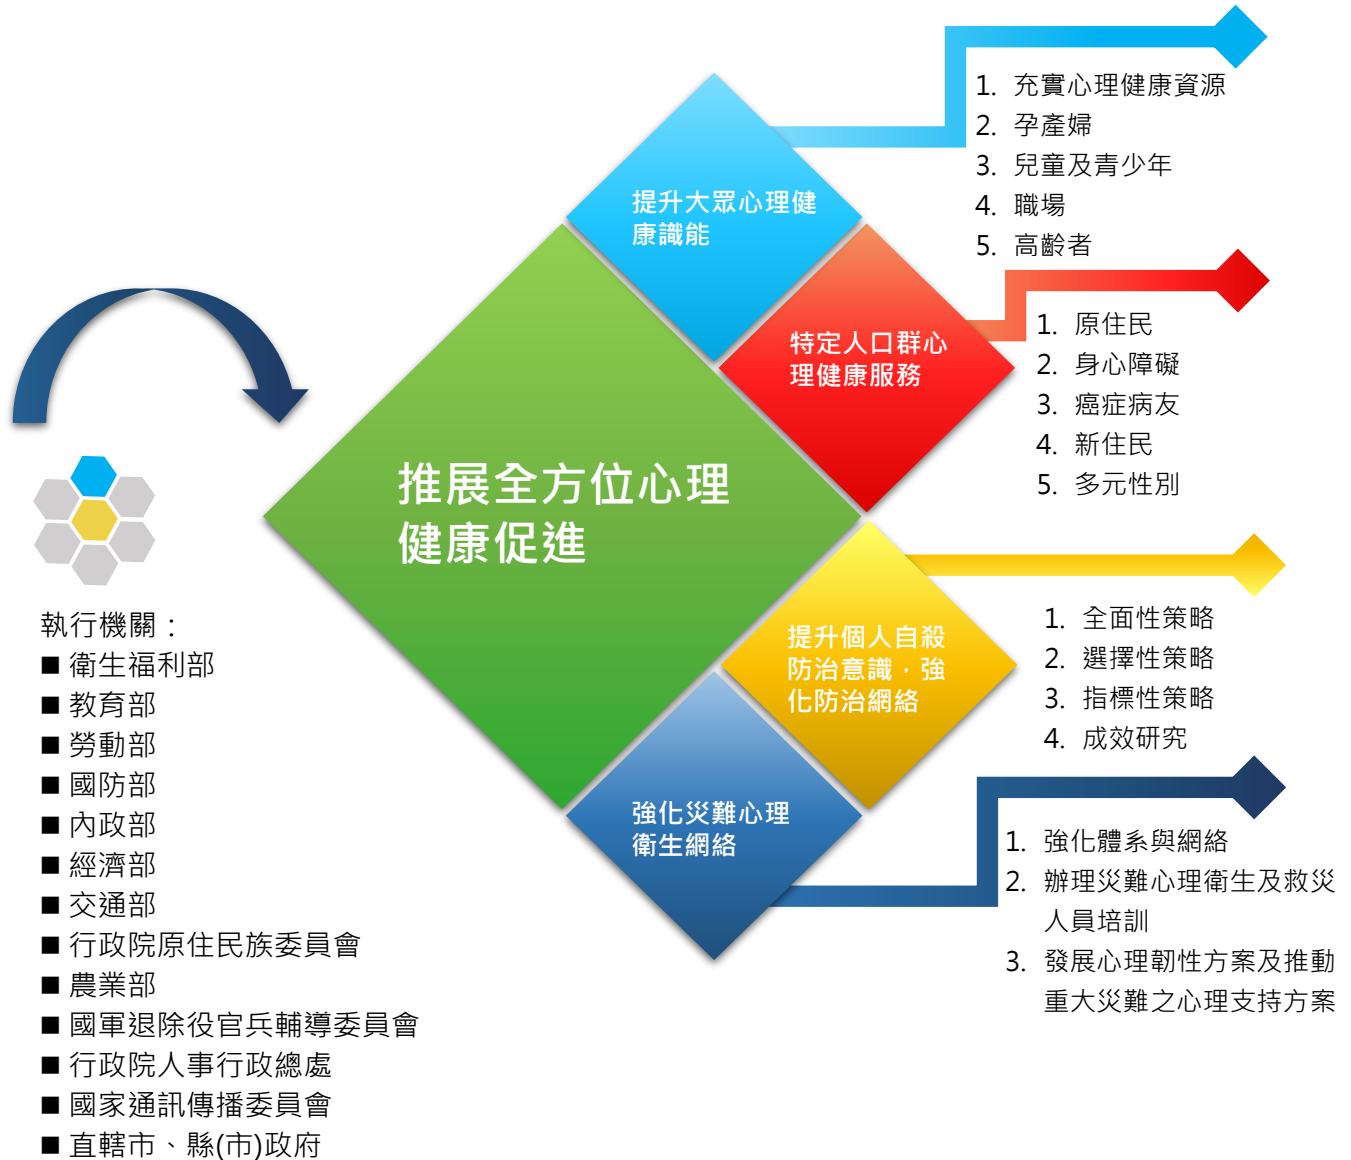 1. 充實心理健康資源
2. 孕產婦
3. 兒童及青少年
4. 職場
5. 高齡者
提升大眾心理健
康識能
特定人口群心
理健康服務
1. 原住民
2. 身心障礙
3. 癌症病友
4. 新住民
5. 多元性別
推展全方位心理
健康促進
提升個人自殺
防治意識，強
化防治網絡
1. 全面性策略
2. 選擇性策略
3. 指標性策略
4. 成效研究
強化災難心理
衛生網絡
1. 強化體系與網絡
2. 辦理災難心理衛生及救災
人員培訓
3. 發展心理韌性方案及推動
重大災難之心理支持方案
執行機關：
■ 衛生福利部
■ 教育部
■ 勞動部
■ 國防部
■ 內政部
■ 經濟部
■ 交通部
■ 行政院原住民族委員會
■ 農業部
■ 國軍退除役官兵輔導委員會
■ 行政院人事行政總處
■ 國家通訊傳播委員會
■ 直轄市、縣(市)政府